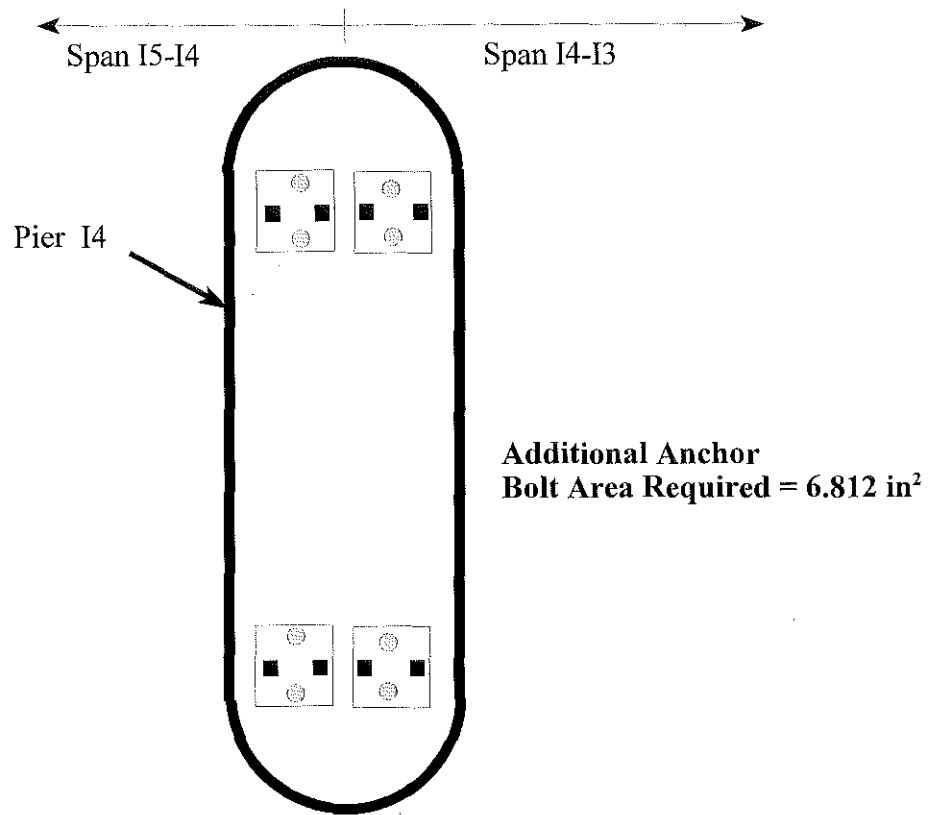 Span I5-I4
Span I4-I3
Pier I4
Additional Anchor
Bolt Area Required = 6.812 in²